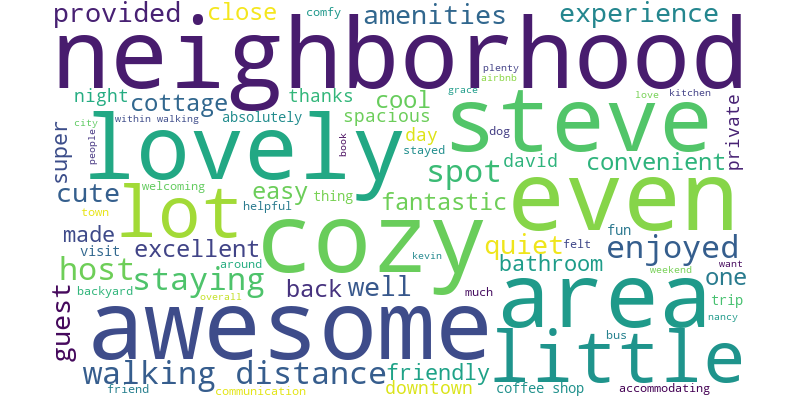 provided close comfy amenities experience
neighborhood
plenty
airbnb
night cottage thanks cool grace love kitchen
city within walking absolutely spacious steve private
super people lovely book day stayed dog
spot david convenient
welcoming
cute lot easy thing fantastic even
town helpful
made visit excellent cozy quiet felt fun enjoyed
host staying around kevin bathroom weekend want one
backyard overall back well much area trip
guest awesome nancy
bus little
walking distance friendly
friend communication downtown coffee shop accommodating